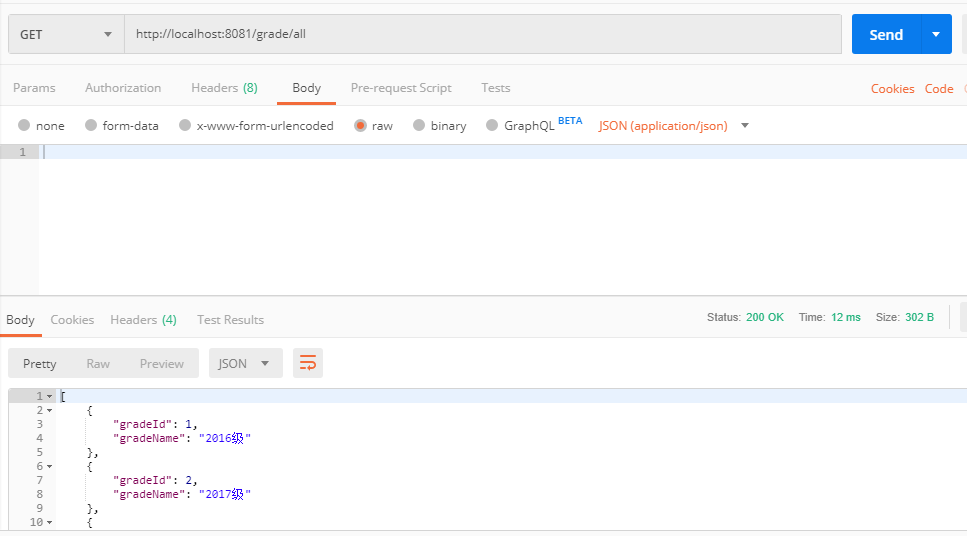 GET http://localhost:8081/grade/all Send
Params Authorization Headers (8) Body Pre-request Script Tests Cookies Code
none form-data x-www-form-urlencoded raw binary GraphQL BETA JSON (application/json)
1
Body Cookies Headers (4) Test Results Status: 200 OK Time: 12 ms Size: 302 B
Pretty Raw Preview JSON
1 [
2 {
3 "gradeId": 1,
4 "gradeName": "2016级"
5 },
6 {
7 "gradeId": 2,
8 "gradeName": "2017级"
9 },
10 {